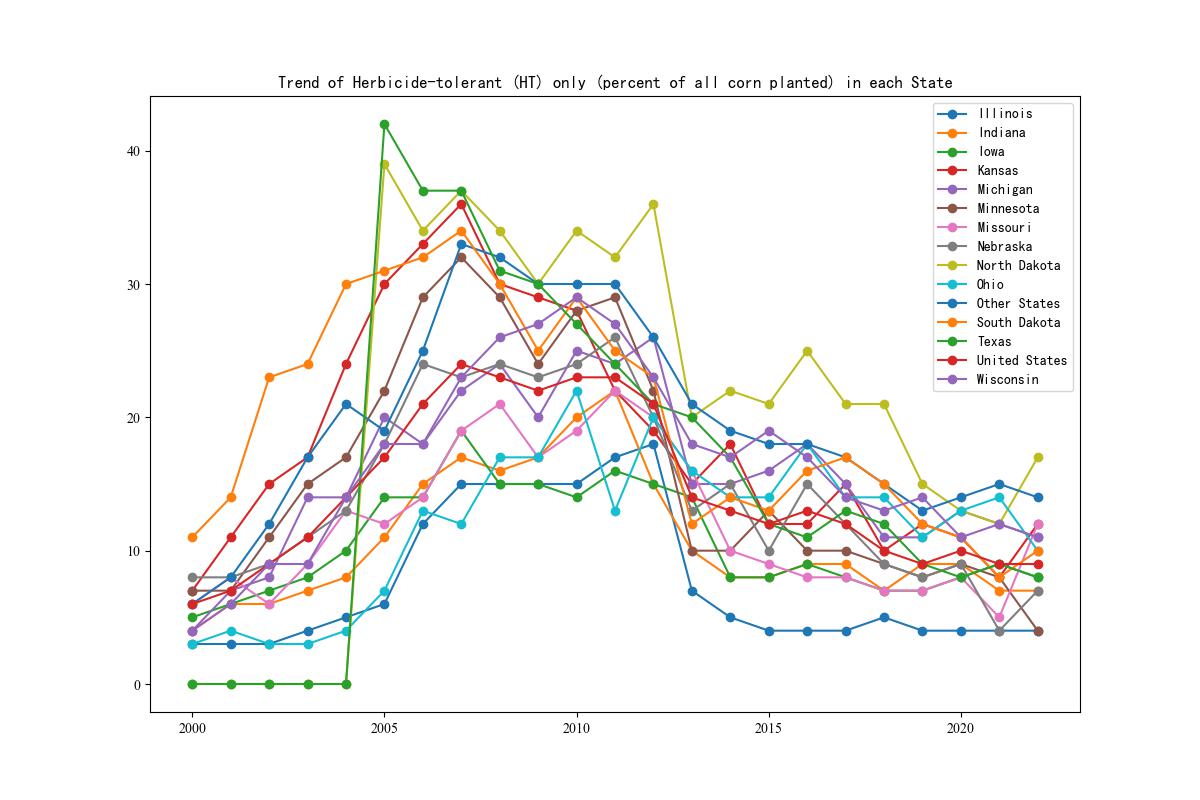 Trend of Herbicide-tolerant (HT) only (percent of all corn planted) in each State
Illinois
Indiana
Iowa
Kansas
Michigan
Minnesota
Missouri
Nebraska
North Dakota
Ohio
Other States
South Dakota
Texas
United States
Wisconsin
40
30
20
10
0
2000
2005
2010
2015
2020